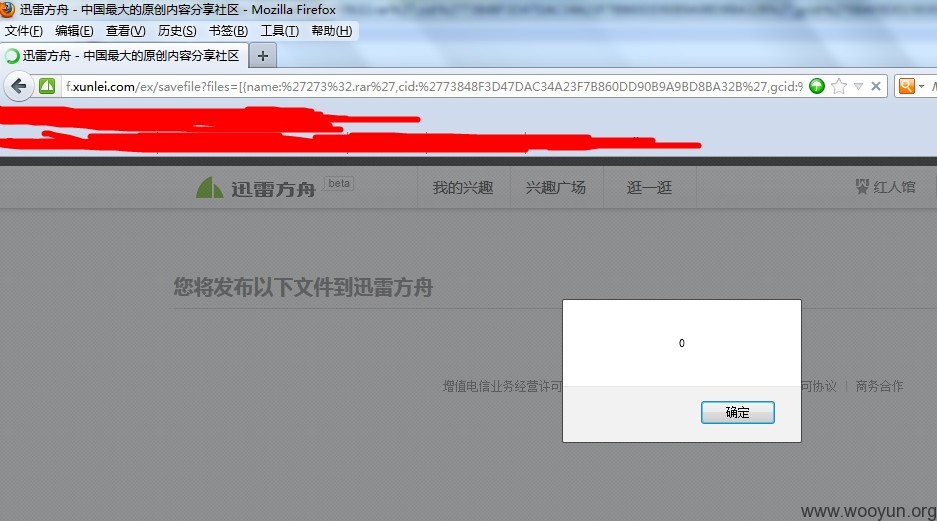 迅雷方舟 - 中国最大的原创内容分享社区 - Mozilla Firefox
文件(F) 编辑(E) 查看(V) 历史(S) 书签(B) 工具(T) 帮助(H)
迅雷方舟 - 中国最大的原创内容分享社区 +
f.xunlei.com/ex/savefile?files=[{name:%27273%32.rar%27,cid:%2773848F3D47DAC34A23F7B860DD90B9A9BD8BA32B%27,gcid:%
迅雷方舟 beta 我的兴趣 兴趣广场 逛一逛 红人馆
您将发布以下文件到迅雷方舟
0
增值电信业务经营许可 可协议 | 商务合作
确定
www.wooyun.org